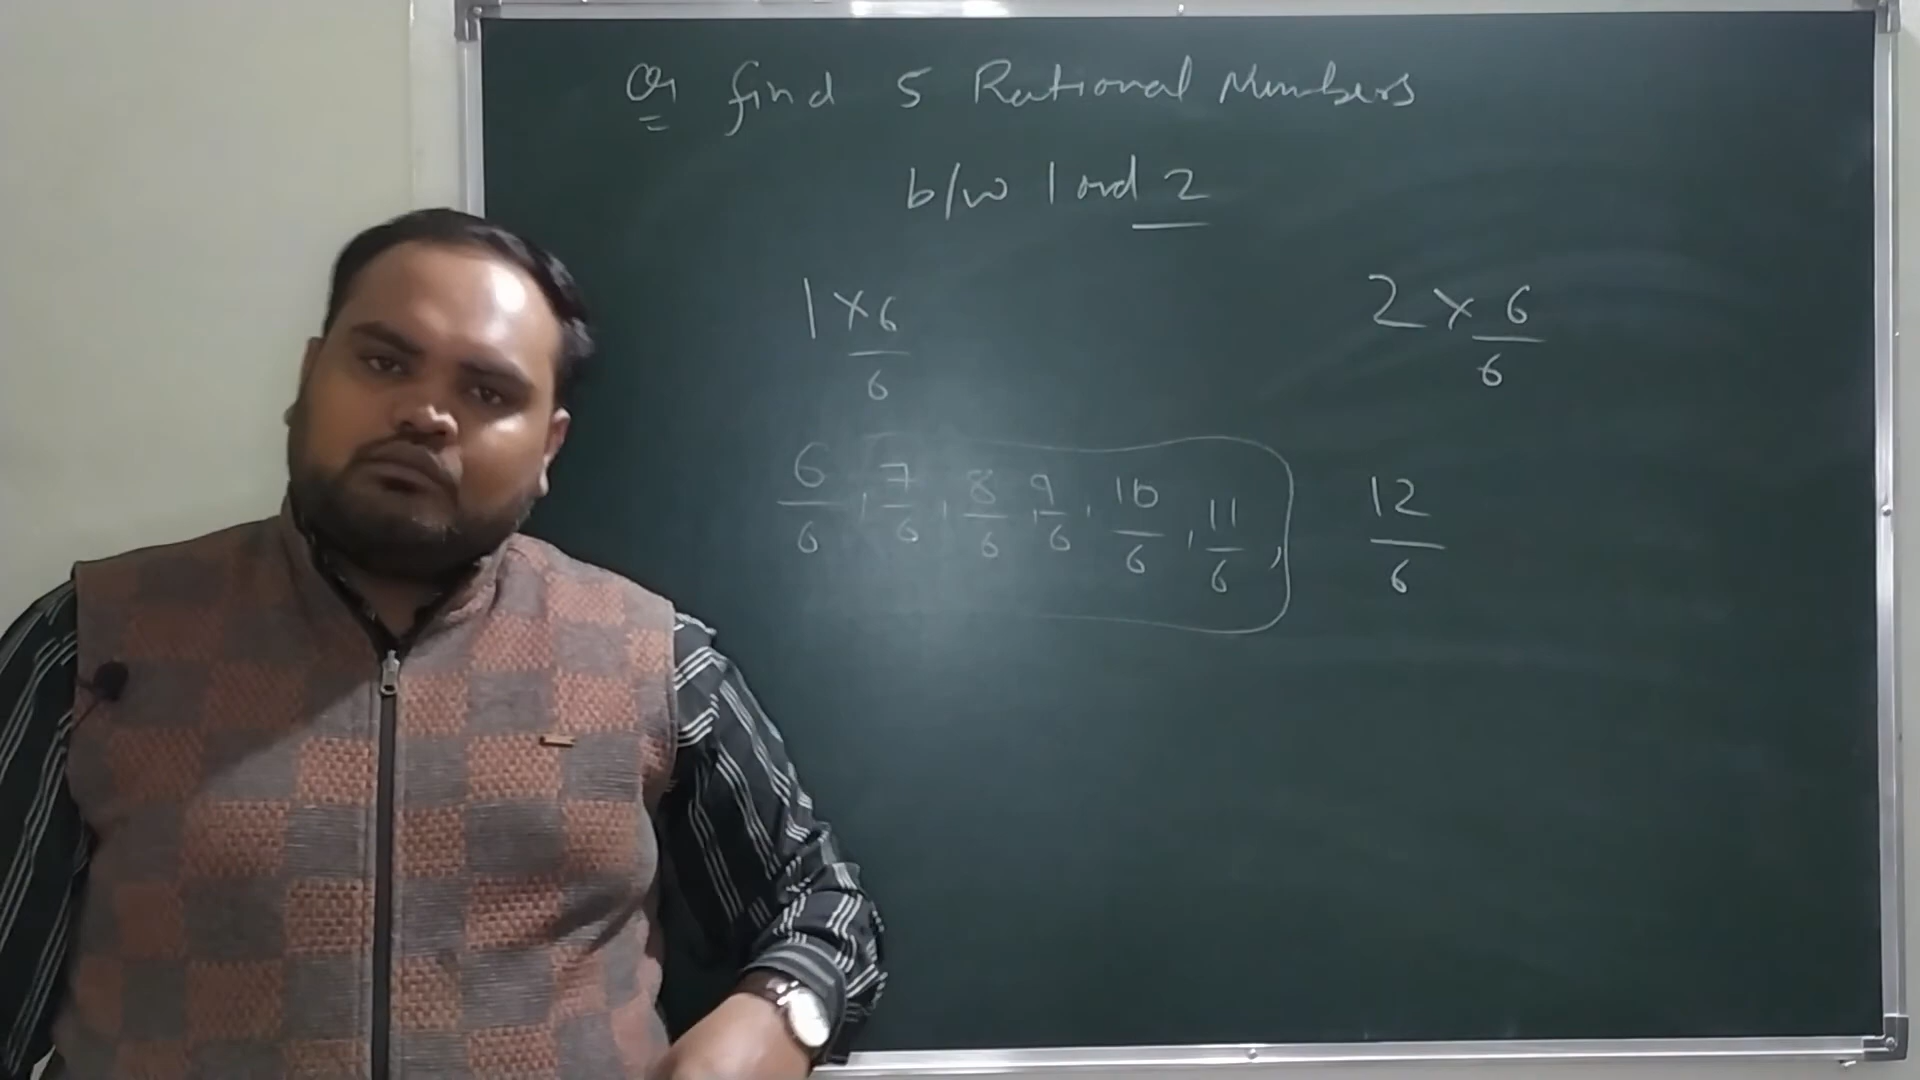 Q1 find 5 Rational Numbers
b/w 1 and 2
1 × 6/6 2 × 6/6
6/6, 7/6, 8/6, 9/6, 10/6, 11/6, 12/6